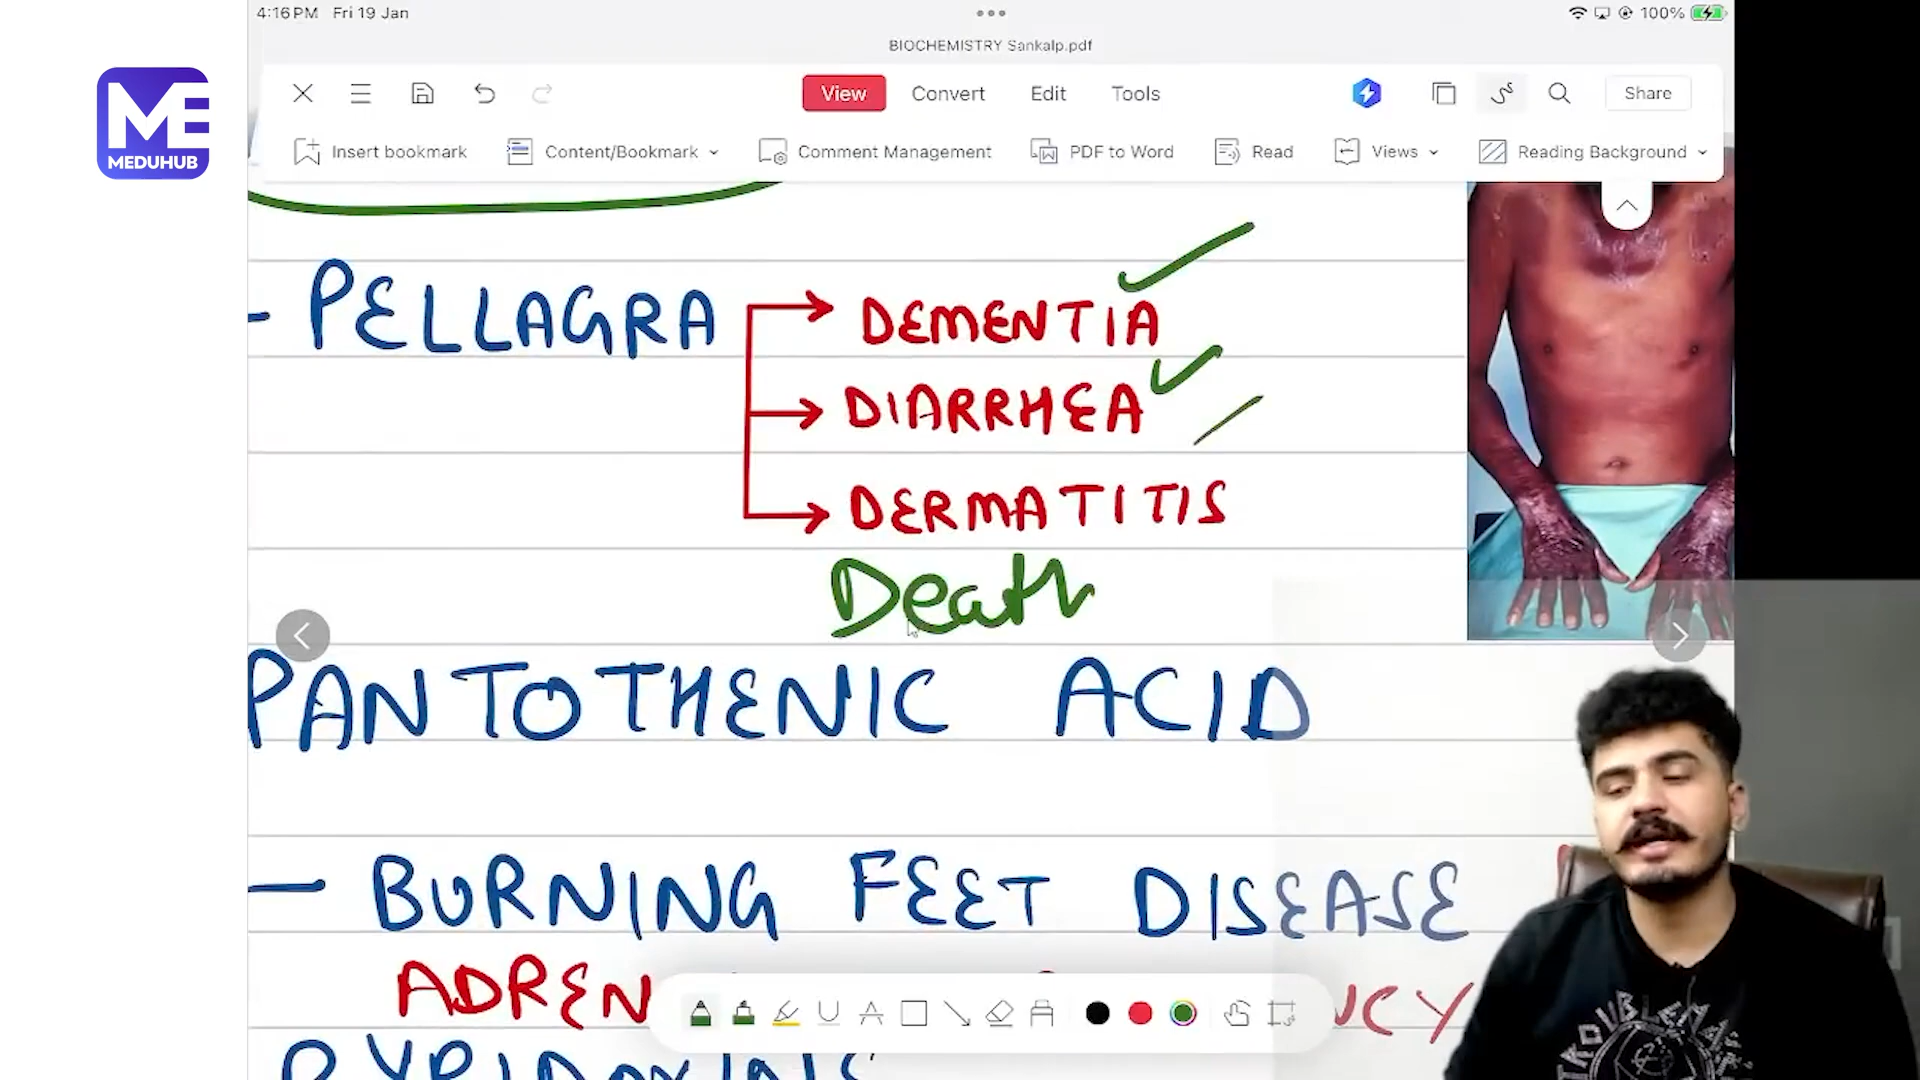 4:16 PM Fri 19 Jan
100%
BIOCHEMISTRY Sankalp.pdf
ME
MEDUHUB
View Convert Edit Tools
Share
Insert bookmark Content/Bookmark Comment Management PDF to Word Read Views Reading Background
- PELLAGRA
DEMENTIA
DIARRHEA
DERMATITIS
Death
PANTOTHENIC ACID
- BURNING FEET DISEASE